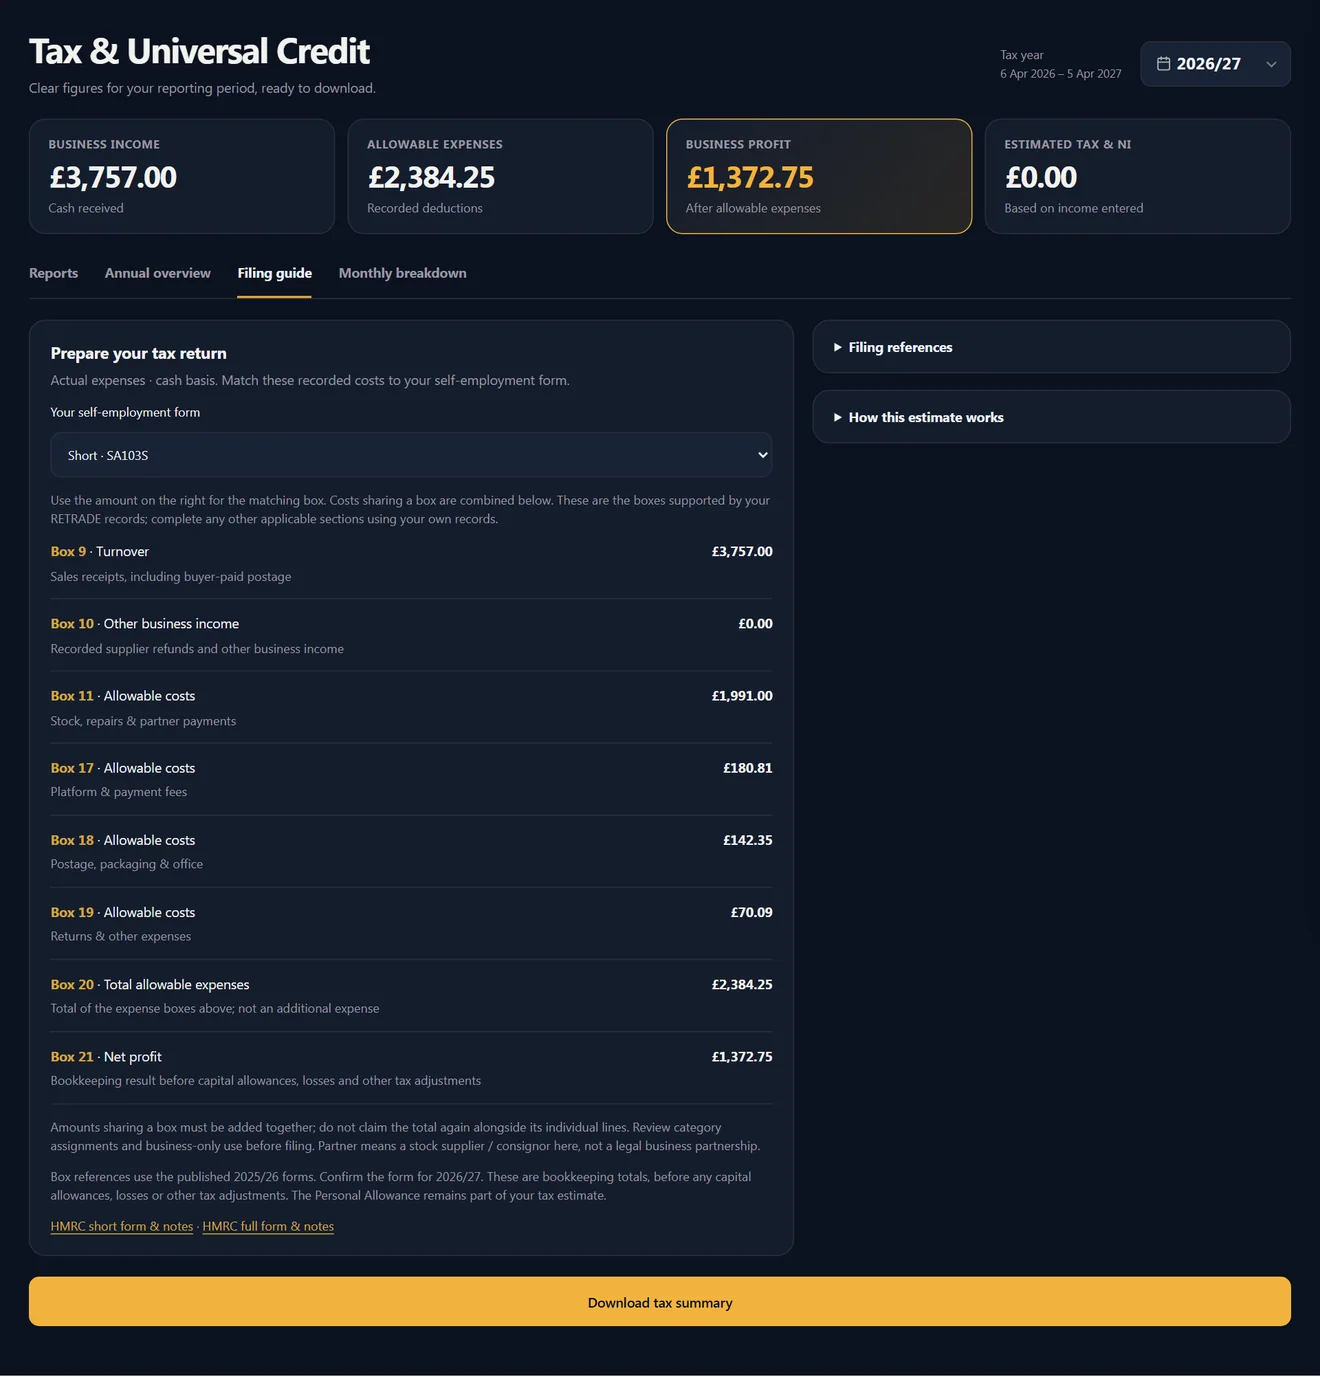 Tax & Universal Credit
Clear figures for your reporting period, ready to download.
Tax year
6 Apr 2026 – 5 Apr 2027
2026/27
BUSINESS INCOME
£3,757.00
Cash received
ALLOWABLE EXPENSES
£2,384.25
Recorded deductions
BUSINESS PROFIT
£1,372.75
After allowable expenses
ESTIMATED TAX & NI
£0.00
Based on income entered
Reports
Annual overview
Filing guide
Monthly breakdown
Prepare your tax return
Actual expenses · cash basis. Match these recorded costs to your self-employment form.
Your self-employment form
Short · SA103S
Use the amount on the right for the matching box. Costs sharing a box are combined below. These are the boxes supported by your
RETRADE records; complete any other applicable sections using your own records.
Box 9 · Turnover £3,757.00
Sales receipts, including buyer-paid postage
Box 10 · Other business income £0.00
Recorded supplier refunds and other business income
Box 11 · Allowable costs £1,991.00
Stock, repairs & partner payments
Box 17 · Allowable costs £180.81
Platform & payment fees
Box 18 · Allowable costs £142.35
Postage, packaging & office
Box 19 · Allowable costs £70.09
Returns & other expenses
Box 20 · Total allowable expenses £2,384.25
Total of the expense boxes above; not an additional expense
Box 21 · Net profit £1,372.75
Bookkeeping result before capital allowances, losses and other tax adjustments
Amounts sharing a box must be added together; do not claim the total again alongside its individual lines. Review category
assignments and business-only use before filing. Partner means a stock supplier / consignor here, not a legal business partnership.
Box references use the published 2025/26 forms. Confirm the form for 2026/27. These are bookkeeping totals, before any capital
allowances, losses or other tax adjustments. The Personal Allowance remains part of your tax estimate.
HMRC short form & notes · HMRC full form & notes
Filing references
How this estimate works
Download tax summary